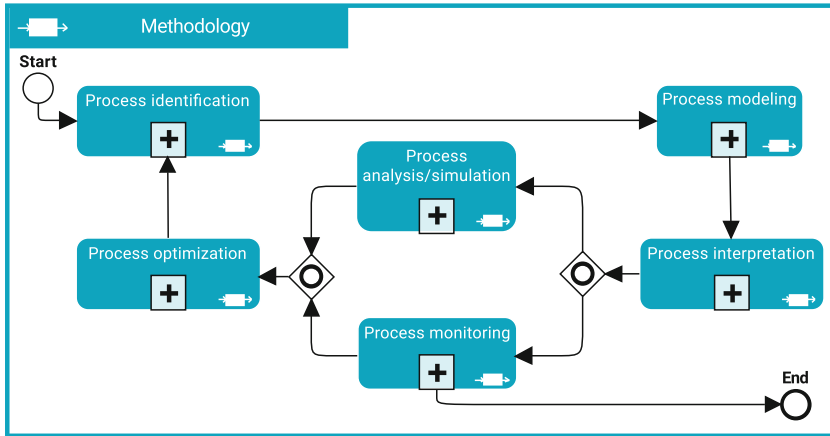 Methodology
Start
Process identification
Process modeling
Process
analysis/simulation
Process optimization
Process interpretation
Process monitoring
End